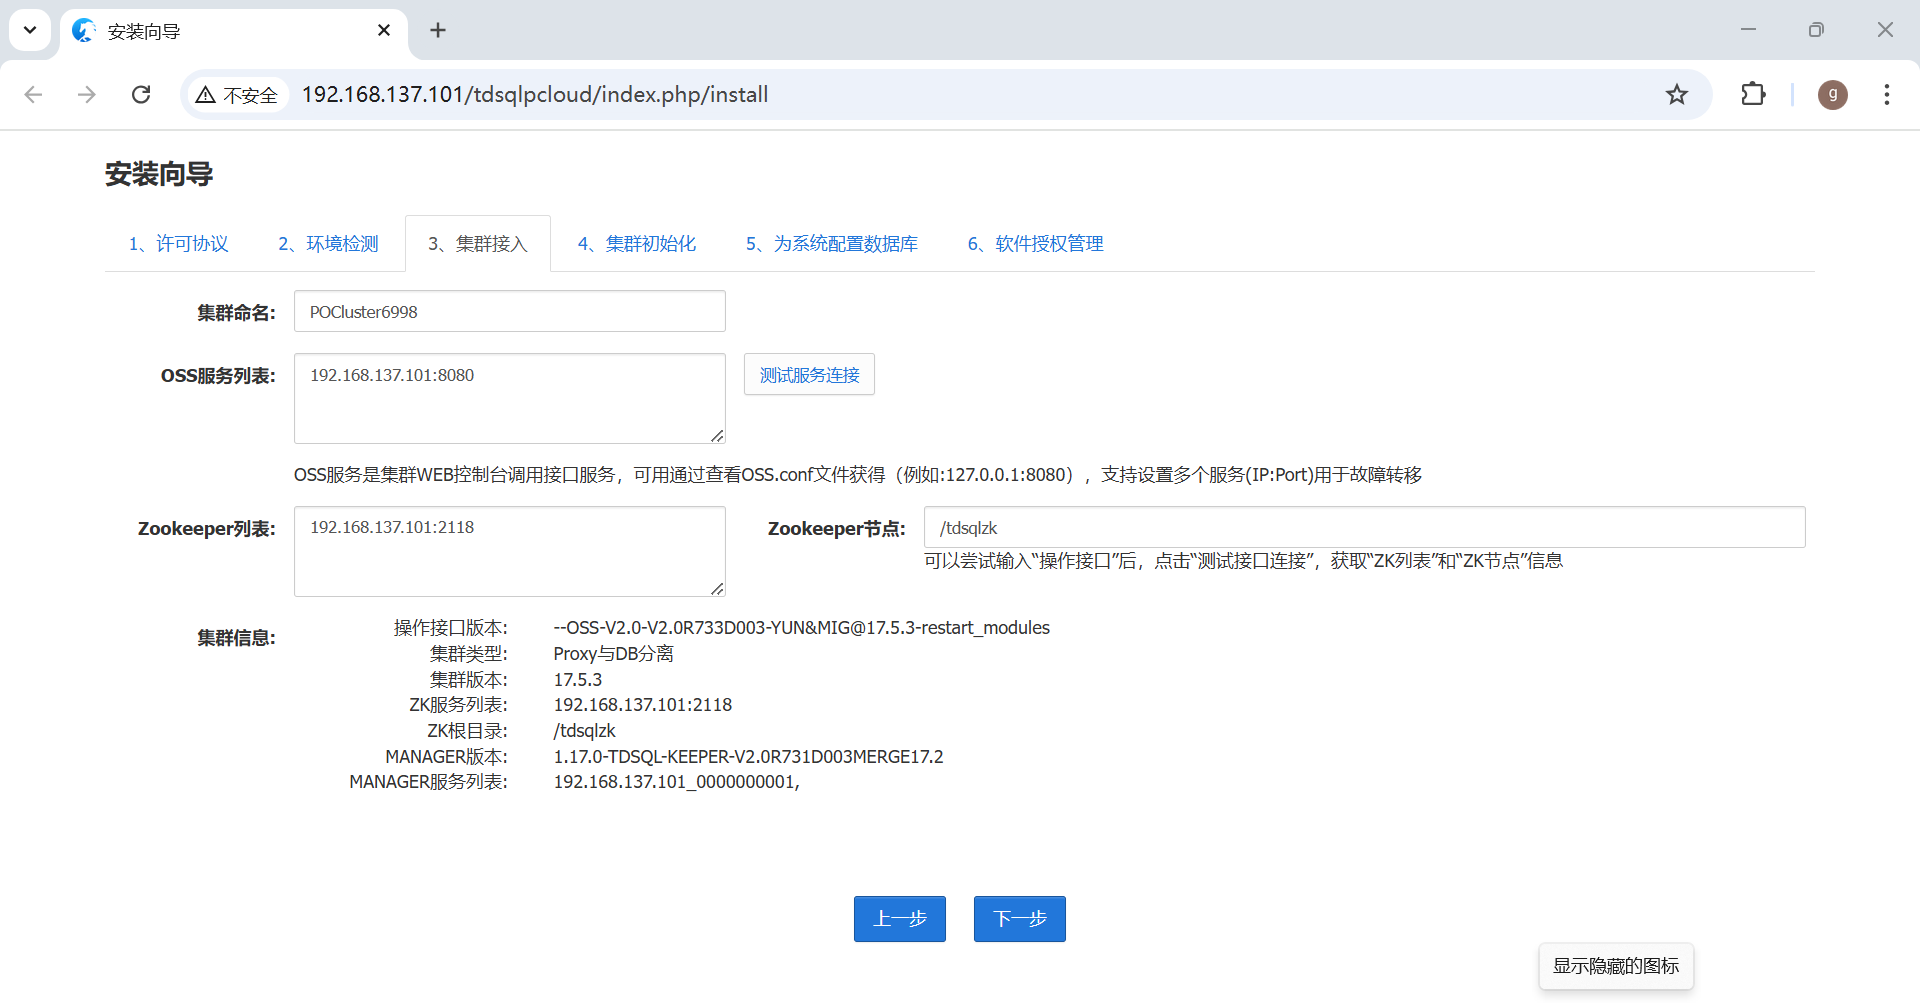 安装向导
不安全
192.168.137.101/tdsqlpcloud/index.php/install
g
安装向导
1、许可协议
2、环境检测
3、集群接入
4、集群初始化
5、为系统配置数据库
6、软件授权管理
集群命名:
POCluster6998
OSS服务列表:
192.168.137.101:8080
测试服务连接
OSS服务是集群WEB控制台调用接口服务，可用通过查看OSS.conf文件获得（例如:127.0.0.1:8080），支持设置多个服务(IP:Port)用于故障转移
Zookeeper列表:
192.168.137.101:2118
Zookeeper节点:
/tdsqlzk
可以尝试输入“操作接口”后，点击“测试接口连接”，获取“ZK列表”和“ZK节点”信息
集群信息:
操作接口版本: --OSS-V2.0-V2.0R733D003-YUN&MIG@17.5.3-restart_modules
集群类型: Proxy与DB分离
集群版本: 17.5.3
ZK服务列表: 192.168.137.101:2118
ZK根目录: /tdsqlzk
MANAGER版本: 1.17.0-TDSQL-KEEPER-V2.0R731D003MERGE17.2
MANAGER服务列表: 192.168.137.101_0000000001,
上一步
下一步
显示隐藏的图标